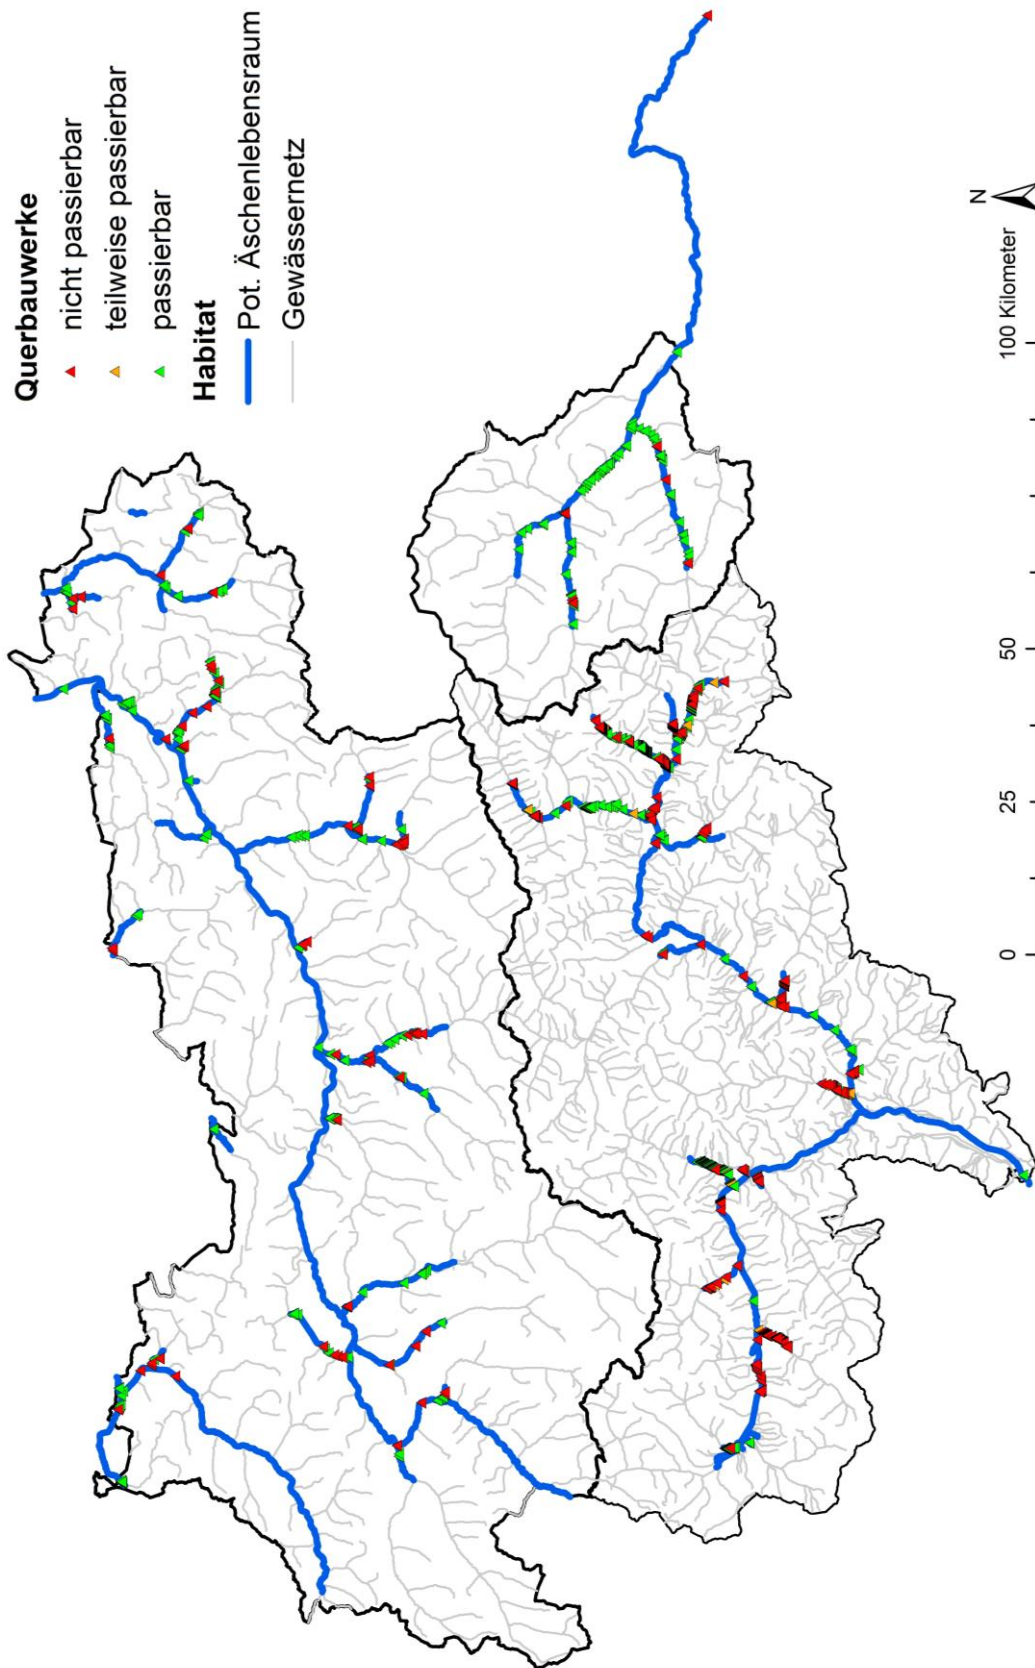 Querbauwerke
nicht passierbar
teilweise passierbar
passierbar
Habitat
Pot. Äschenlebensraum
Gewässernetz
N
0 25 50 100 Kilometer